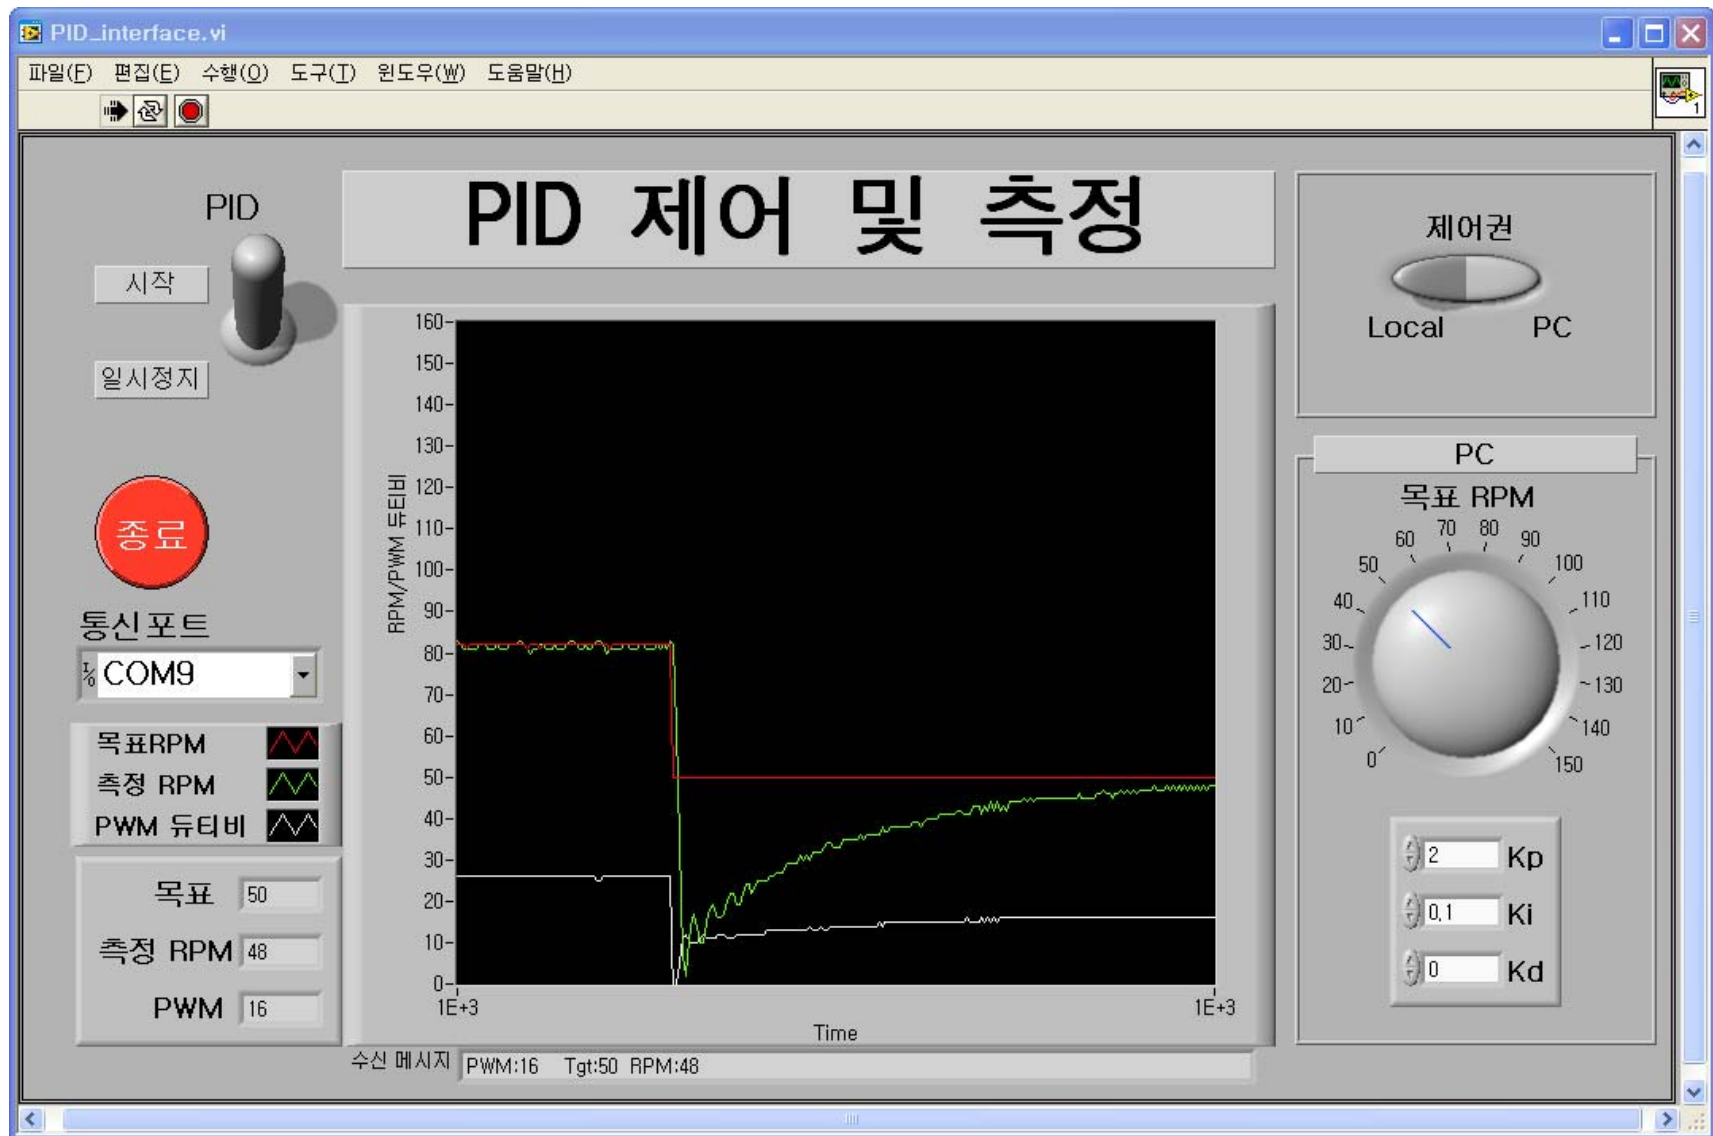 PID_interface.vi
파일(F) 편집(E) 수행(O) 도구(T) 윈도우(W) 도움말(H)
1
PID
시작
일시정지
종료
통신포트
I/O COM9
목표RPM
측정 RPM
PWM 듀티비
목표 50
측정 RPM 48
PWM 16
PID 제어 및 측정
RPM/PWM 듀티비
160
150
140
130
120
110
100
90
80
70
60
50
40
30
20
10
0
1E+3 1E+3
Time
수신 메시지 PWM:16 Tgt:50 RPM:48
제어권
Local PC
PC
목표 RPM
0 10 20 30 40 50 60 70 80 90 100 110 120 130 140 150
2 Kp
0,1 Ki
0 Kd